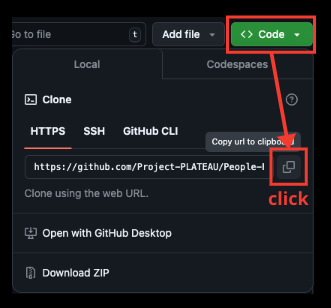 Go to file
t
Add file
Code
Local
Codespaces
Clone
HTTPS
SSH
GitHub CLI
Copy url to clipboard
https://github.com/Project-PLATEAU/People-
Clone using the web URL.
click
Open with GitHub Desktop
Download ZIP